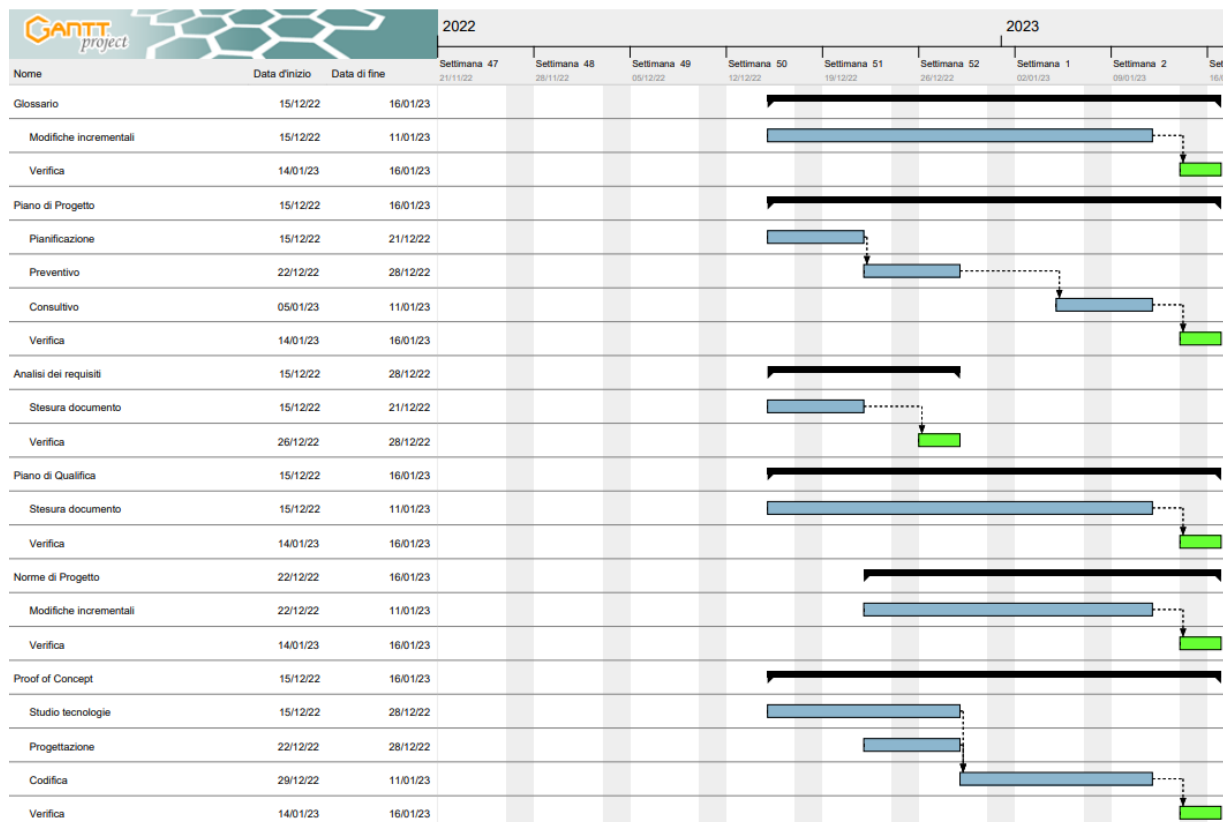 GANTT
project
2022 2023
Settimana 47 Settimana 48 Settimana 49 Settimana 50 Settimana 51 Settimana 52 Settimana 1 Settimana 2
Nome Data d'inizio Data di fine 21/11/22 28/11/22 05/12/22 12/12/22 19/12/22 26/12/22 02/01/23 09/01/23
Glossario 15/12/22 16/01/23
Modifiche incrementali 15/12/22 11/01/23
Verifica 14/01/23 16/01/23
Piano di Progetto 15/12/22 16/01/23
Pianificazione 15/12/22 21/12/22
Preventivo 22/12/22 28/12/22
Consultivo 05/01/23 11/01/23
Verifica 14/01/23 16/01/23
Analisi dei requisiti 15/12/22 28/12/22
Stesura documento 15/12/22 21/12/22
Verifica 26/12/22 28/12/22
Piano di Qualifica 15/12/22 16/01/23
Stesura documento 15/12/22 11/01/23
Verifica 14/01/23 16/01/23
Norme di Progetto 22/12/22 16/01/23
Modifiche incrementali 22/12/22 11/01/23
Verifica 14/01/23 16/01/23
Proof of Concept 15/12/22 16/01/23
Studio tecnologie 15/12/22 28/12/22
Progettazione 22/12/22 28/12/22
Codifica 29/12/22 11/01/23
Verifica 14/01/23 16/01/23